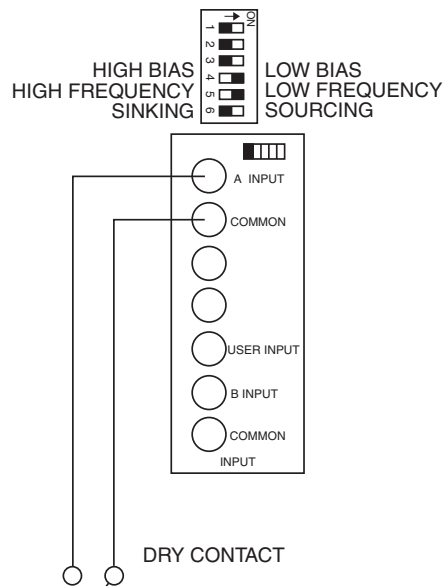 ON
1
2
3
HIGH BIAS 4 LOW BIAS
HIGH FREQUENCY 5 LOW FREQUENCY
SINKING 6 SOURCING
A INPUT
COMMON
USER INPUT
B INPUT
COMMON
INPUT
DRY CONTACT